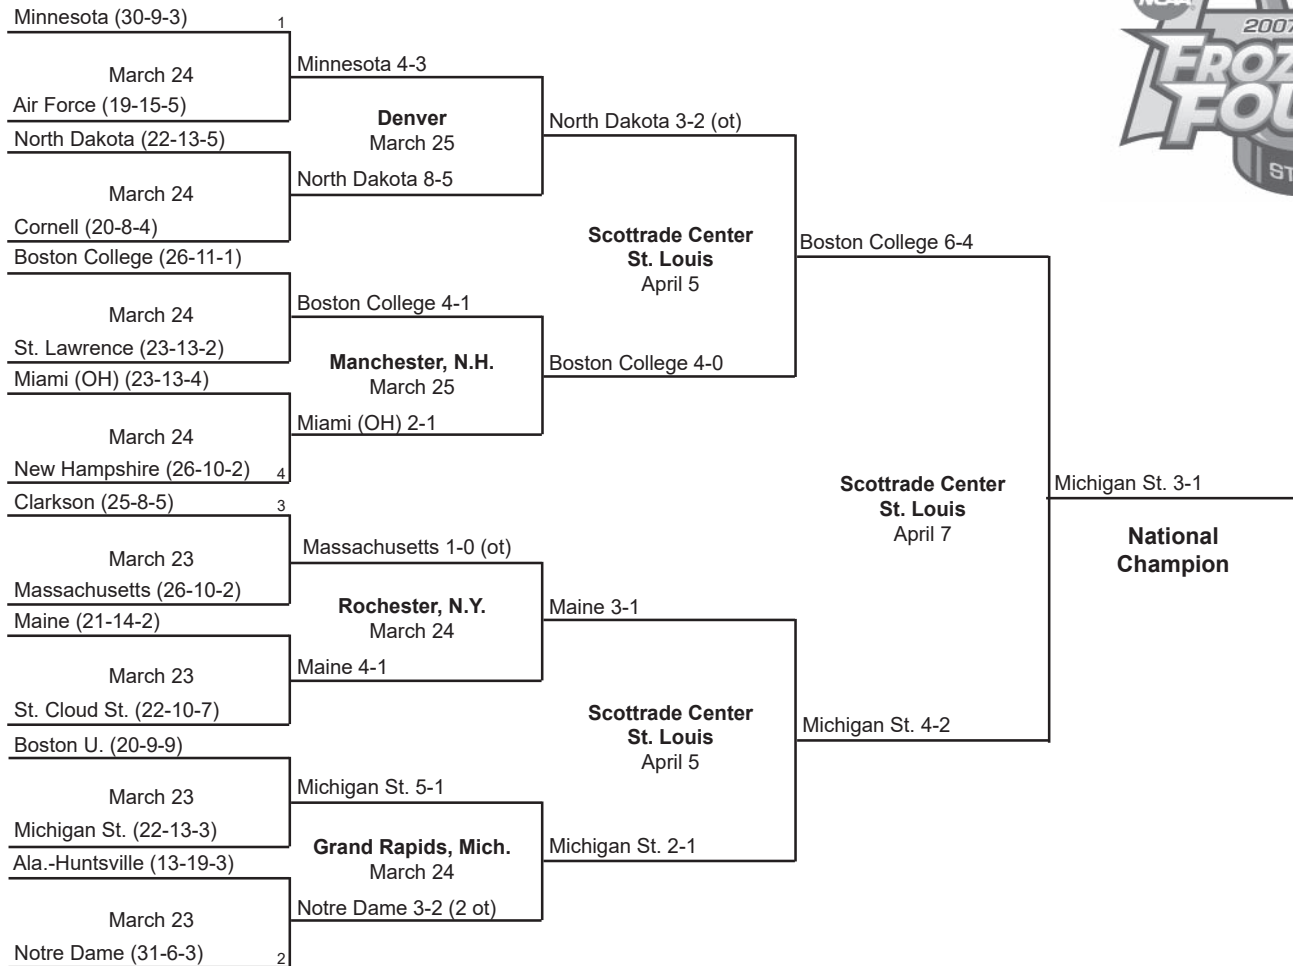 Minnesota (30-9-3) 1
March 24
Air Force (19-15-5)
North Dakota (22-13-5)
March 24
Cornell (20-8-4)
Boston College (26-11-1)
March 24
St. Lawrence (23-13-2)
Miami (OH) (23-13-4)
March 24
New Hampshire (26-10-2) 4
Clarkson (25-8-5) 3
March 23
Massachusetts (26-10-2)
Maine (21-14-2)
March 23
St. Cloud St. (22-10-7)
Boston U. (20-9-9)
March 23
Michigan St. (22-13-3)
Ala.-Huntsville (13-19-3)
March 23
Notre Dame (31-6-3) 2
Minnesota 4-3
Denver
March 25
North Dakota 8-5
Boston College 4-1
Manchester, N.H.
March 25
Miami (OH) 2-1
Massachusetts 1-0 (ot)
Rochester, N.Y.
March 24
Maine 4-1
Michigan St. 5-1
Grand Rapids, Mich.
March 24
Notre Dame 3-2 (2 ot)
North Dakota 3-2 (ot)
Scottrade Center
St. Louis
April 5
Boston College 4-0
Maine 3-1
Scottrade Center
St. Louis
April 5
Michigan St. 2-1
Boston College 6-4
Scottrade Center
St. Louis
April 7
Michigan St. 4-2
Michigan St. 3-1
National
Champion
NCAA
2007
FROZ
FOU
ST